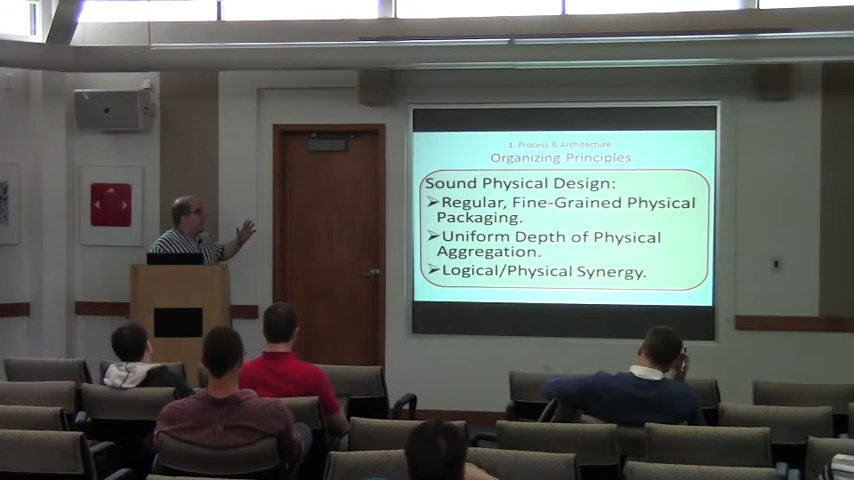 1. Process & Architecture
Organizing Principles
Sound Physical Design:
➢Regular, Fine-Grained Physical
Packaging.
➢Uniform Depth of Physical
Aggregation.
➢Logical/Physical Synergy.